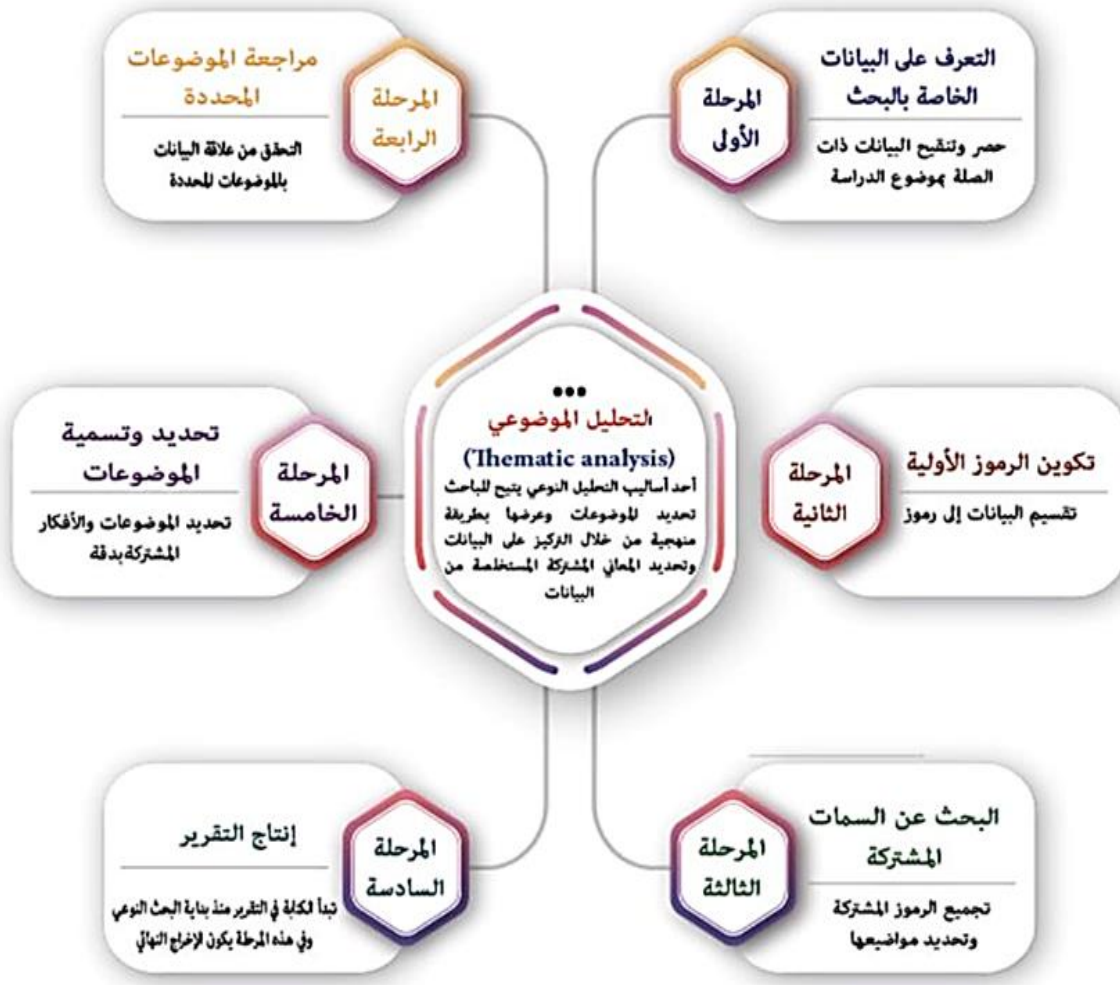 التعرف على البيانات
الخاصة بالبحث
حصر وتنقيح البيانات ذات
الصلة بموضوع الدراسة
المرحلة
الأولى
تكوين الرموز الأولية
تقسيم البيانات إلى رموز
المرحلة
الثانية
البحث عن السمات
المشتركة
تجميع الرموز المشتركة
وتحديد مواضيعها
المرحلة
الثالثة
•••
التحليل الموضوعي
(Thematic analysis)
أحد أساليب التحليل النوعي يتيح للباحث
تحديد الموضوعات وعرضها بطريقة
منهجية من خلال التركيز على البيانات
وتحديد المعاني المشتركة المستخلصة من
البيانات
مراجعة الموضوعات
المحددة
التحقق من علاقة البيانات
بالموضوعات المحددة
المرحلة
الرابعة
تحديد وتسمية
الموضوعات
تحديد الموضوعات والأفكار
المشتركة بدقة
المرحلة
الخامسة
إنتاج التقرير
تبدأ الكتابة في التقرير منذ بداية البحث النوعي
وفي هذه المرحلة يكون الإخراج النهائي
المرحلة
السادسة